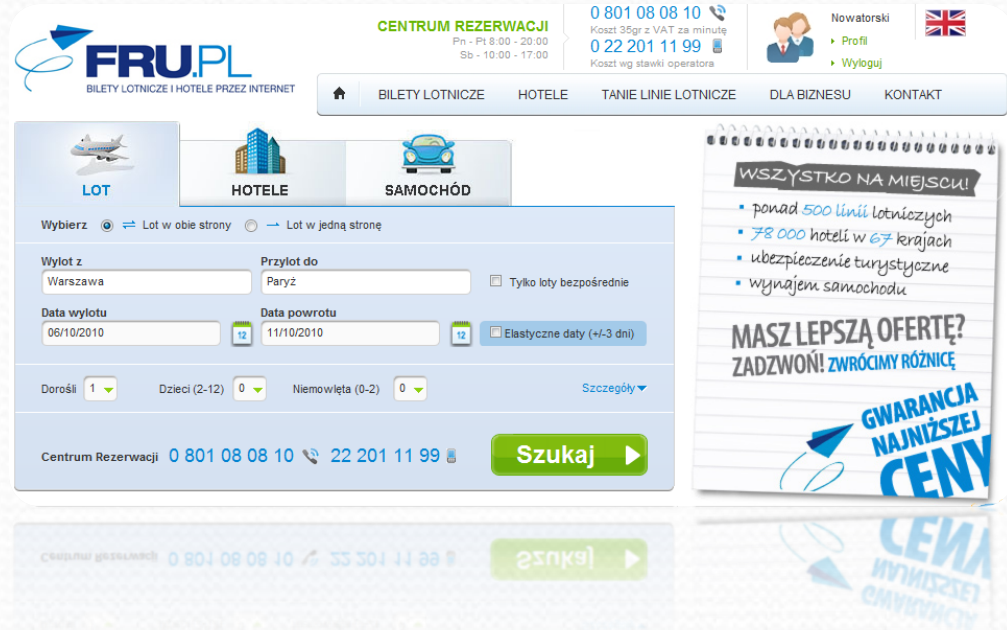 FRU.PL
BILETY LOTNICZE I HOTELE PRZEZ INTERNET
CENTRUM REZERWACJI
Pn - Pt 8:00 - 20:00
Sb - 10:00 - 17:00
0 801 08 08 10
Koszt 35gr z VAT za minutę
0 22 201 11 99
Koszt wg stawki operatora
Nowatorski
Profil
Wyloguj
BILETY LOTNICZE HOTELE TANIE LINIE LOTNICZE DLA BIZNESU KONTAKT
LOT HOTELE SAMOCHÓD
Wybierz Lot w obie strony Lot w jedną stronę
Wylot z Przylot do
Warszawa Paryż Tylko loty bezpośrednie
Data wylotu Data powrotu
06/10/2010 12 11/10/2010 12 Elastyczne daty (+/-3 dni)
Dorośli 1 Dzieci (2-12) 0 Niemowlęta (0-2) 0 Szczegóły
Centrum Rezerwacji 0 801 08 08 10 22 201 11 99 Szukaj
WSZYSTKO NA MIEJSCU!
ponad 500 linii lotniczych
78 000 hoteli w 67 krajach
ubezpieczenie turystyczne
wynajem samochodu
MASZ LEPSZĄ OFERTĘ?
ZADZWOŃ! ZWRÓCIMY RÓŻNICĘ
GWARANCJA
NAJNIŻSZEJ
CENY